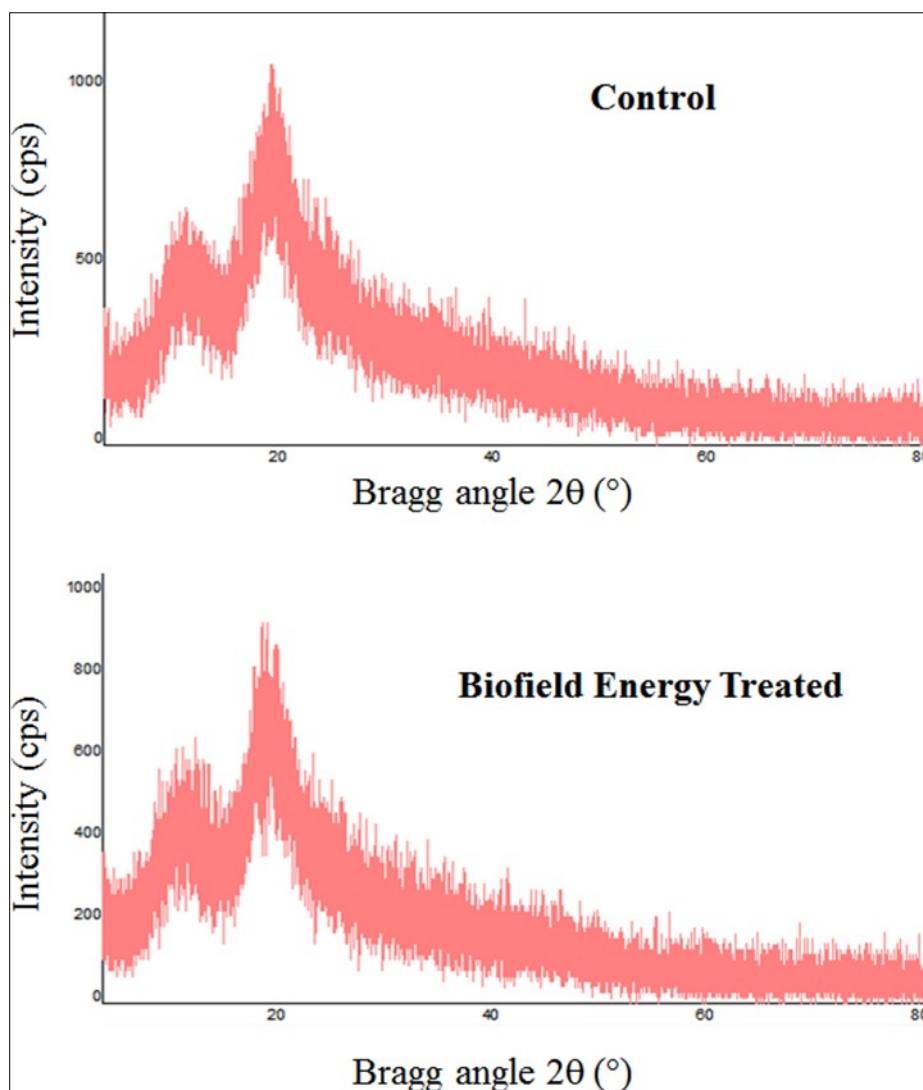 1000
Control
Intensity (cps)
500
0
20 40 60 80
Bragg angle 2θ (°)
1000
800
Biofield Energy Treated
Intensity (cps)
600
400
200
0
20 40 60 80
Bragg angle 2θ (°)